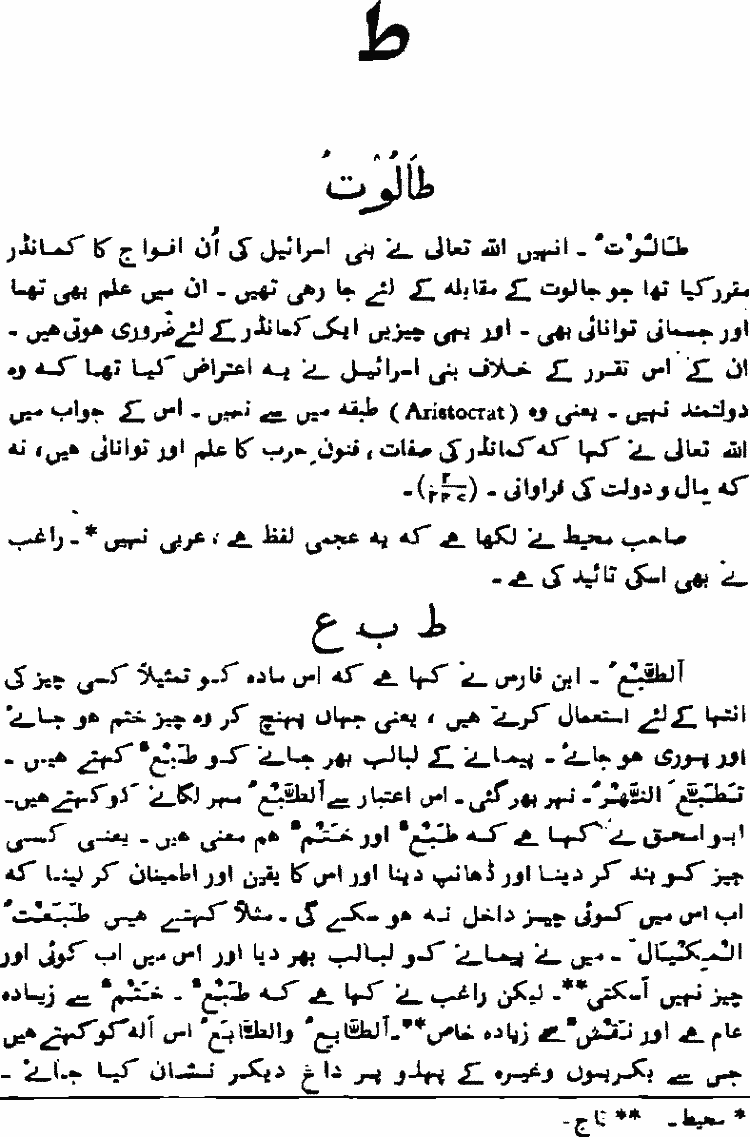 ط
طَالُوْتُ
طَالُوْتُ ۔ انہیں اللہ تعالیٰ نے بنی اسرائیل کی اُن افواج کا کمانڈر
مقرر کیا تھا جو جالوت کے مقابلہ کے لئے جا رہی تھیں ۔ ان میں علم بھی تھا
اور جسمانی توانائی بھی ۔ اور یہی چیزیں ایک کمانڈر کے لئے ضروری ہوتی ہیں ۔
ان کے اس تقرر کے خلاف بنی اسرائیل نے یہ اعتراض کیا تھا کہ وہ
دولتمند نہیں ۔ یعنی وہ (Aristocrat) طبقہ میں سے نہیں ۔ اس کے جواب میں
اللہ تعالیٰ نے کہا کہ کمانڈر کی صفات ، فنونِ حرب کا علم اور توانائی ہیں، نہ
کہ مال و دولت کی فراوانی ۔
صاحب محیط نے لکھا ہے کہ یہ عجمی لفظ ہے ، عربی نہیں * ۔ راغب
نے بھی اسکی تائید کی ہے ۔
ط ب ع
اَلطَّبْعُ ۔ ابن فارس نے کہا ہے کہ اس مادہ کو تمثیلاً کسی چیز کی
انتہا کے لئے استعمال کرتے ہیں ، یعنی جہاں پہنچ کر وہ چیز ختم ہو جائے
اور پوری ہو جائے ۔ پیمانے کے لبالب بھر جانے کو طَبْعٌ کہتے ہیں ۔
تَطَبَّعَ النَّهْرُ۔ نہر بھر گئی ۔ اس اعتبار سے اَلطَّبْعُ مہر لگانے کو کہتے ہیں۔
ابو اسحق نے کہا ہے کہ طَبْعٌ اور خَتْمٌ ہم معنی ہیں ۔ یعنی کسی
چیز کو بند کر دینا اور ڈھانپ دینا اور اس کا یقین اور اطمینان کر لینا کہ
اب اس میں کوئی چیز داخل نہ ہو سکے گی ۔ مثلاً کہتے ہیں طَبَعْتُ
الْمِكْيَالَ ۔ میں نے پیمانے کو لبالب بھر دیا اور اس میں اب کوئی اور
چیز نہیں آسکتی** ۔ لیکن راغب نے کہا ہے کہ طَبْعٌ ۔ خَتْمٌ سے زیادہ
عام ہے اور نَقْشٌ سے زیادہ خاص** ۔ اَلطَّابِعُ والطَّابَعُ اس آلہ کو کہتے ہیں
جس سے بکریوں وغیرہ کے پہلو پر داغ دیکر نشان کیا جائے ۔
* محیط ۔ ** تاج ۔